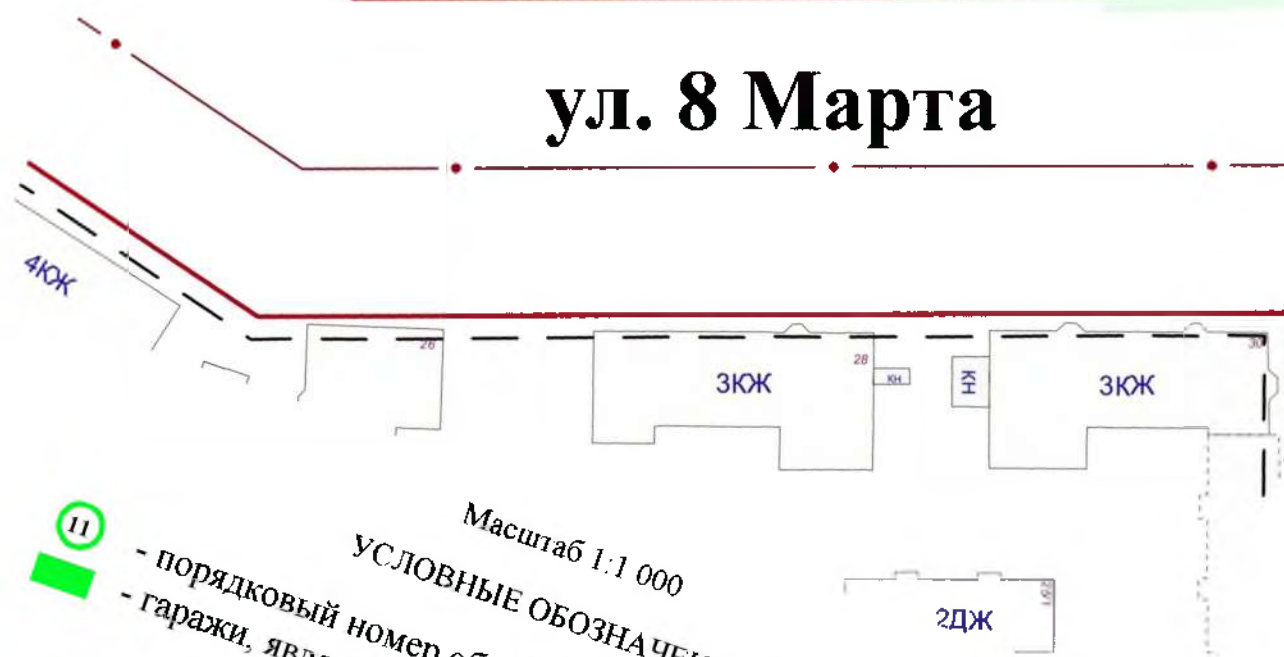 ул. 8 Марта
4КЖ
26
3КЖ
28
КН
КН
3КЖ
30
Масштаб 1:1 000
УСЛОВНЫЕ
11
- порядковый номер
- гаражи,
2ДЖ